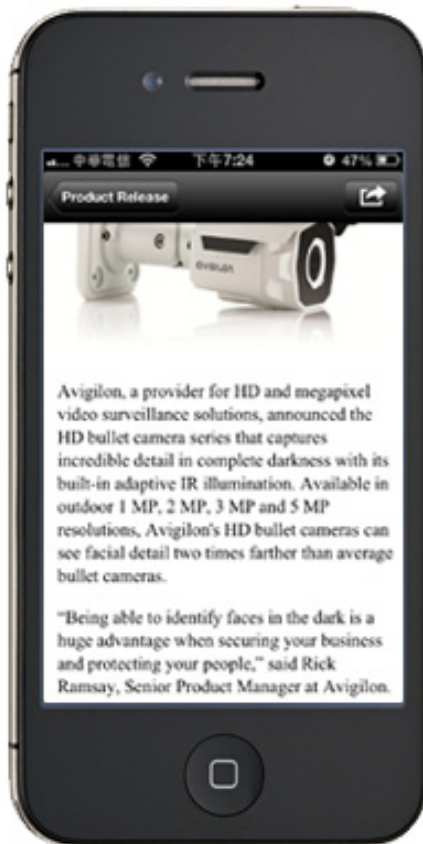 中華電信 下午7:24 47%
Product Release
avigilon
Avigilon, a provider for HD and megapixel
video surveillance solutions, announced the
HD bullet camera series that captures
incredible detail in complete darkness with its
built-in adaptive IR illumination. Available in
outdoor 1 MP, 2 MP, 3 MP and 5 MP
resolutions, Avigilon's HD bullet cameras can
see facial detail two times farther than average
bullet cameras.
“Being able to identify faces in the dark is a
huge advantage when securing your business
and protecting your people,” said Rick
Ramsay, Senior Product Manager at Avigilon.